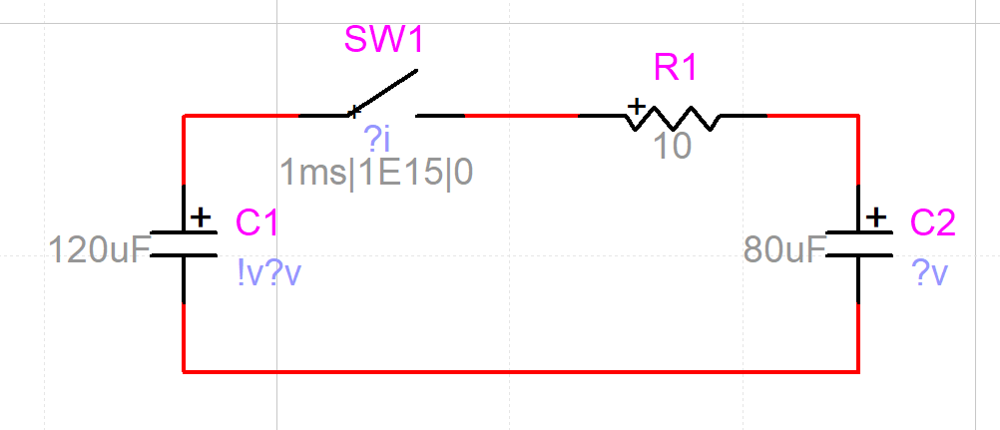 SW1
R1
+
+
?i
10
1ms|1E15|0
+
C1
+
C2
120uF
80uF
!v?v
?v